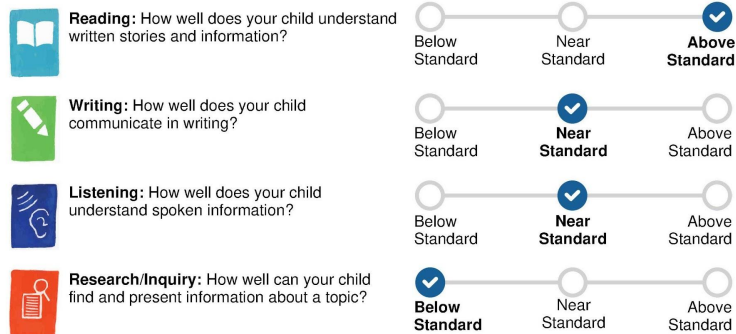 Reading: How well does your child understand
written stories and information?
Below
Standard
Near
Standard
Above
Standard
Writing: How well does your child
communicate in writing?
Below
Standard
Near
Standard
Above
Standard
Listening: How well does your child
understand spoken information?
Below
Standard
Near
Standard
Above
Standard
Research/Inquiry: How well can your child
find and present information about a topic?
Below
Standard
Near
Standard
Above
Standard